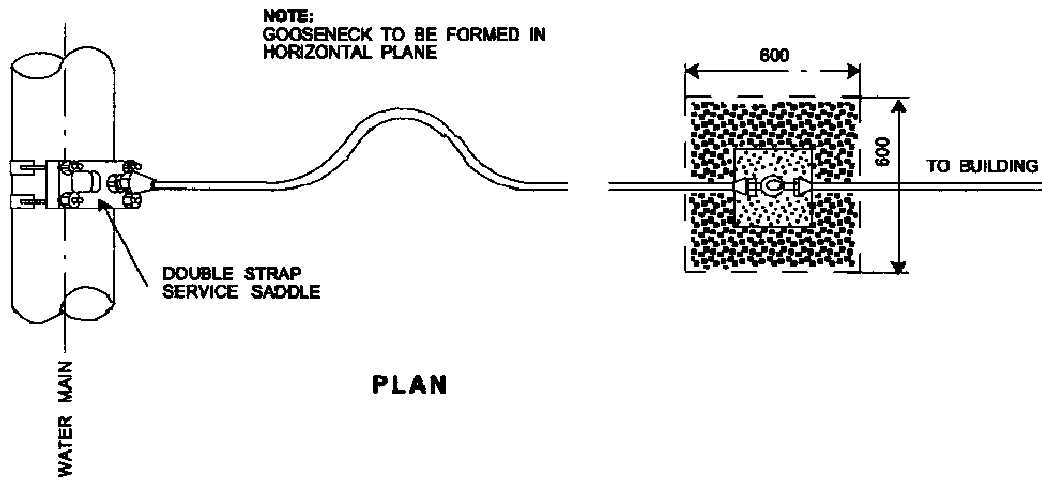 NOTE:
GOOSENECK TO BE FORMED IN
HORIZONTAL PLANE
600
600
TO BUILDING
DOUBLE STRAP
SERVICE SADDLE
PLAN
WATER MAIN